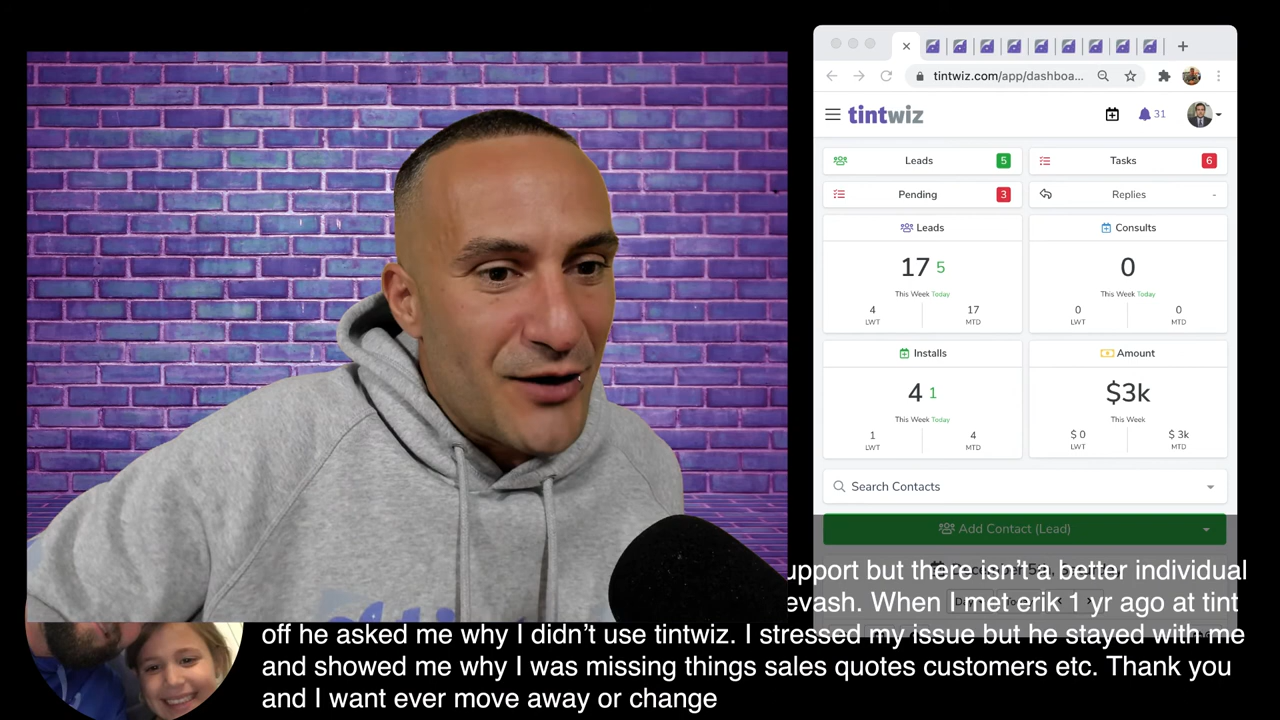 tintwiz.com/app/dashboa...
tintwiz
31
Leads 5
Tasks 6
Pending 3
Replies -
Leads
17 5
This Week Today
4 17
LWT MTD
Consults
0
This Week Today
0 0
LWT MTD
Installs
4 1
This Week Today
1 4
LWT MTD
Amount
$3k
This Week
$ 0 $ 3k
LWT MTD
Search Contacts
Add Contact (Lead)
upport but there isn’t a better individual
evash. When I met erik 1 yr ago at tint
off he asked me why I didn’t use tintwiz. I stressed my issue but he stayed with me
and showed me why I was missing things sales quotes customers etc. Thank you
and I want ever move away or change